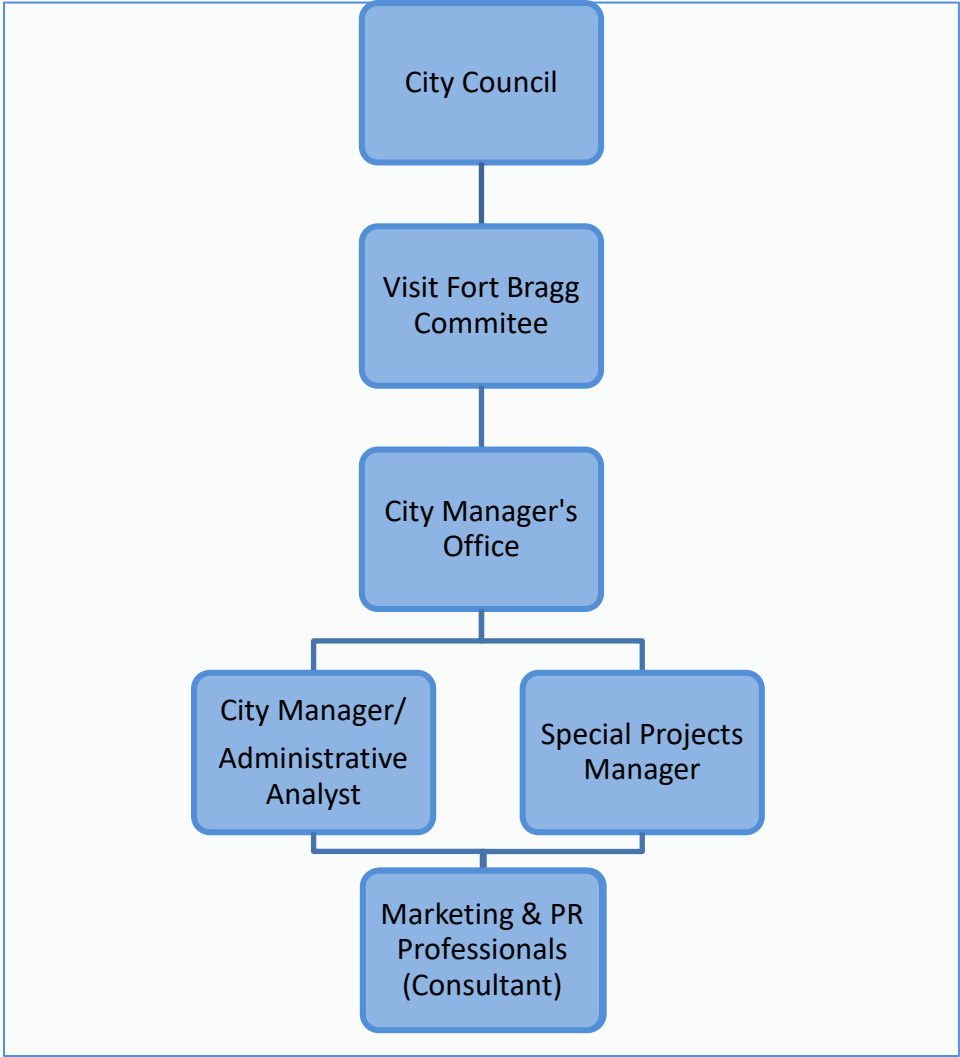 City Council
Visit Fort Bragg
Commitee
City Manager's
Office
City Manager/
Administrative
Analyst
Special Projects
Manager
Marketing & PR
Professionals
(Consultant)